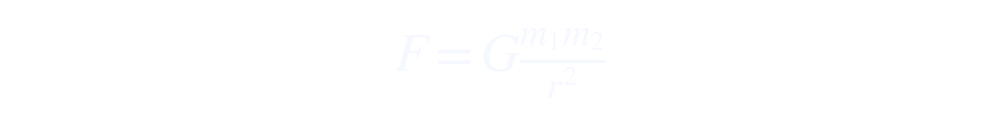 F = G m₁m₂ / r²